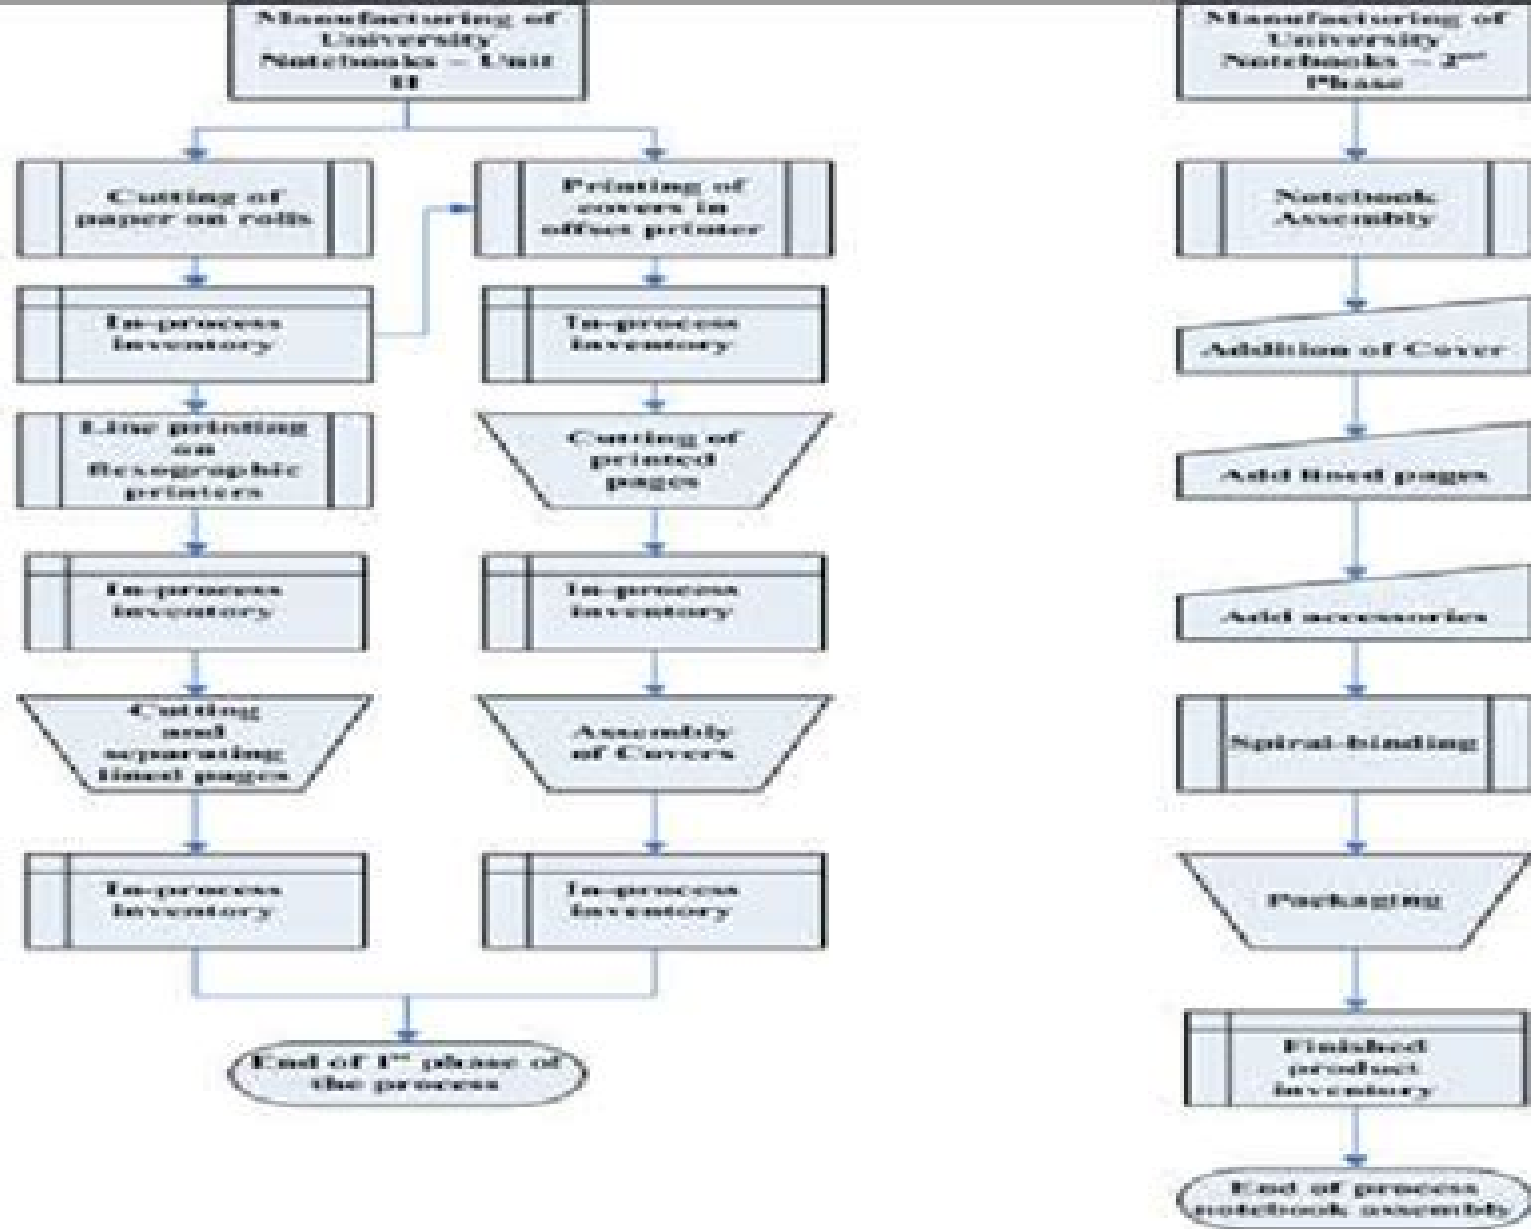 Manufacturing of
University
Notebooks – Unit
II
Cutting of
paper on rolls
In-process
inventory
Line printing
on
flexographic
printers
In-process
inventory
Cutting
and
separating
lined pages
In-process
inventory
Printing of
covers in
offset printer
In-process
inventory
Cutting of
printed
pages
In-process
inventory
Assembly
of Covers
In-process
inventory
End of 1st phase of
the process
Manufacturing of
University
Notebooks – 2nd
Phase
Notebook
Assembly
Addition of Cover
Add lined pages
Add accessories
Spiral-binding
Packaging
Finished
product
inventory
End of process
notebook assembly